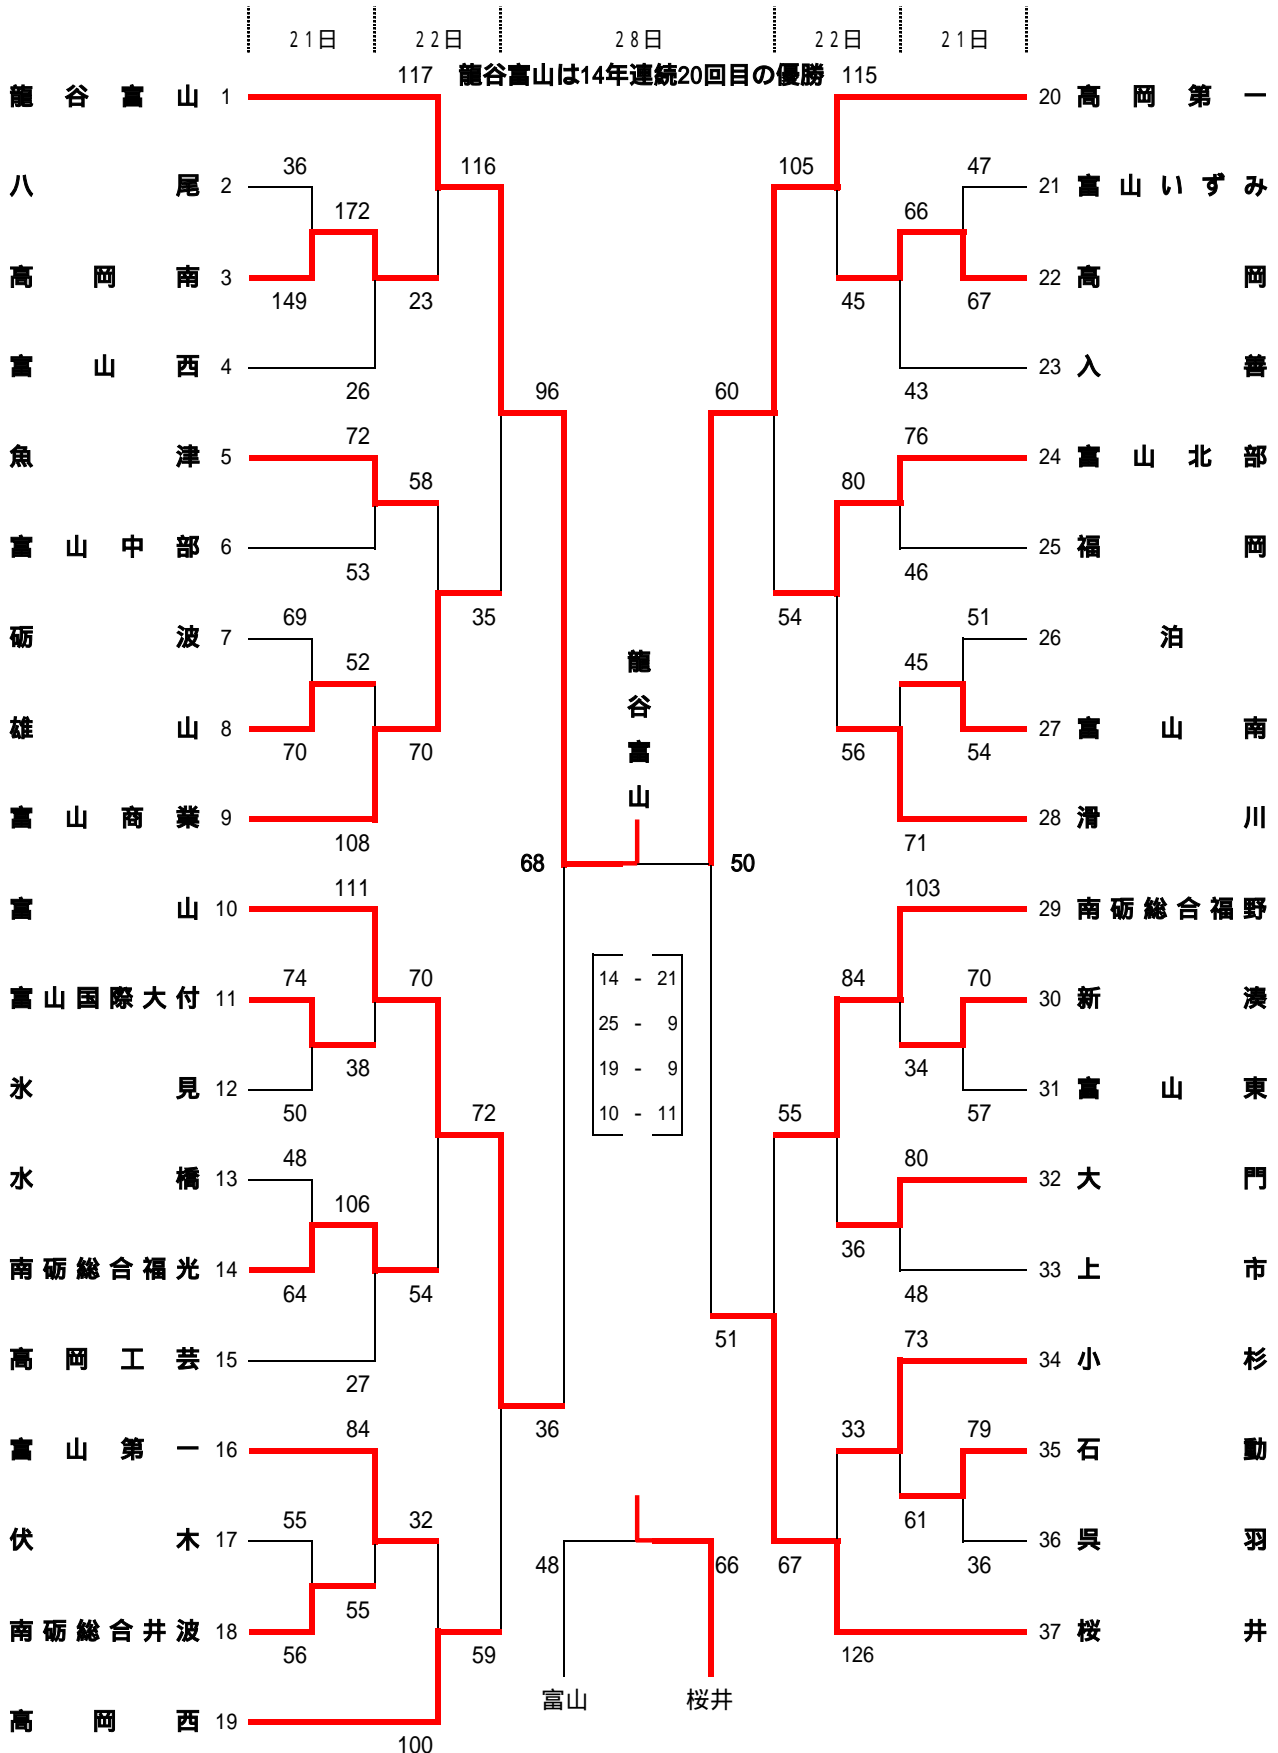 21日 22日 28日 22日 21日
龍谷富山は14年連続20回目の優勝
117 115
龍谷富山 1
20 高岡第一
36 116 105 47
八尾 2
21 富山いずみ
172 66
高岡南 3
22 高岡
149 23 45 67
富山西 4
23 入善
26 96 60 43
72 76
魚津 5
24 富山北部
58 80
富山中部 6
25 福岡
53 46
69 35 54 51
砺波 7
26 泊
52 45
龍谷富山
雄山 8
27 富山南
70 70 56 54
富山商業 9
28 滑川
108 71
68 50
111 103
富山 10
29 南砺総合福野
74 70 84 70
14 - 21
富山国際大付 11
30 新湊
25 - 9
38 34
19 - 9
氷見 12
31 富山東
50 72 55 57
10 - 11
48 80
水橋 13
32 大門
106
36
南砺総合福光 14
33 上市
64 54 48
51 73
高岡工芸 15
34 小杉
27
84 36 33 79
富山第一 16
35 石動
55 32 61
伏木 17
36 呉羽
48 66 67 36
55
南砺総合井波 18
37 桜井
56 59 126
富山 桜井
高岡西 19
100